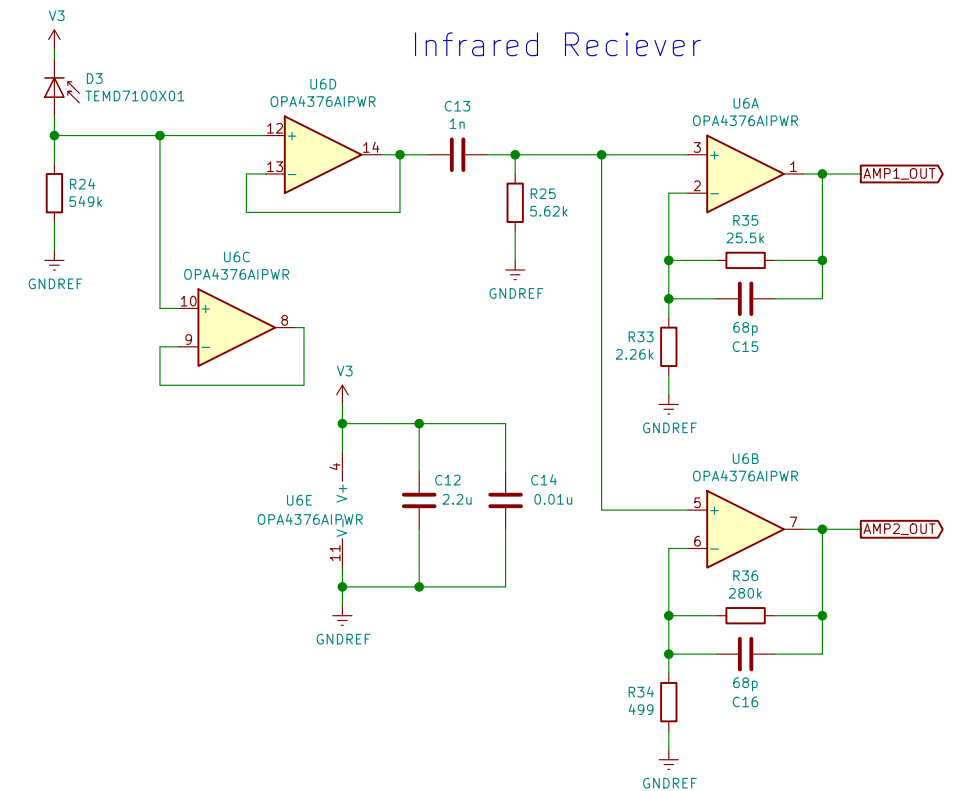 Infrared Reciever
V3
D3
TEMD7100X01
R24
549k
GNDREF
U6D
OPA4376AIPWR
12
+
13
−
14
C13
1n
R25
5.62k
GNDREF
U6A
OPA4376AIPWR
3
+
2
−
1
AMP1_OUT
R35
25.5k
68p
C15
R33
2.26k
GNDREF
U6C
OPA4376AIPWR
10
+
9
−
8
V3
4
V+
U6E
OPA4376AIPWR
V−
11
C12
2.2u
C14
0.01u
GNDREF
U6B
OPA4376AIPWR
5
+
6
−
7
AMP2_OUT
R36
280k
68p
C16
R34
499
GNDREF